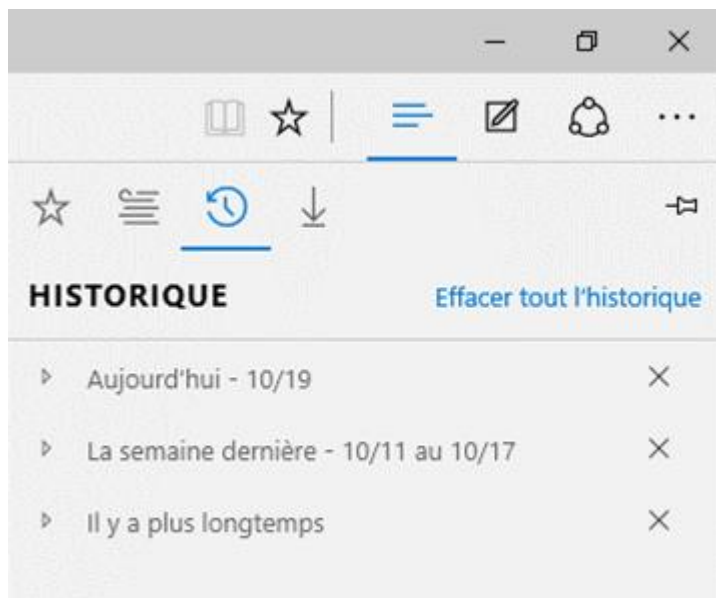 HISTORIQUE Effacer tout l'historique
Aujourd'hui - 10/19
La semaine dernière - 10/11 au 10/17
Il y a plus longtemps